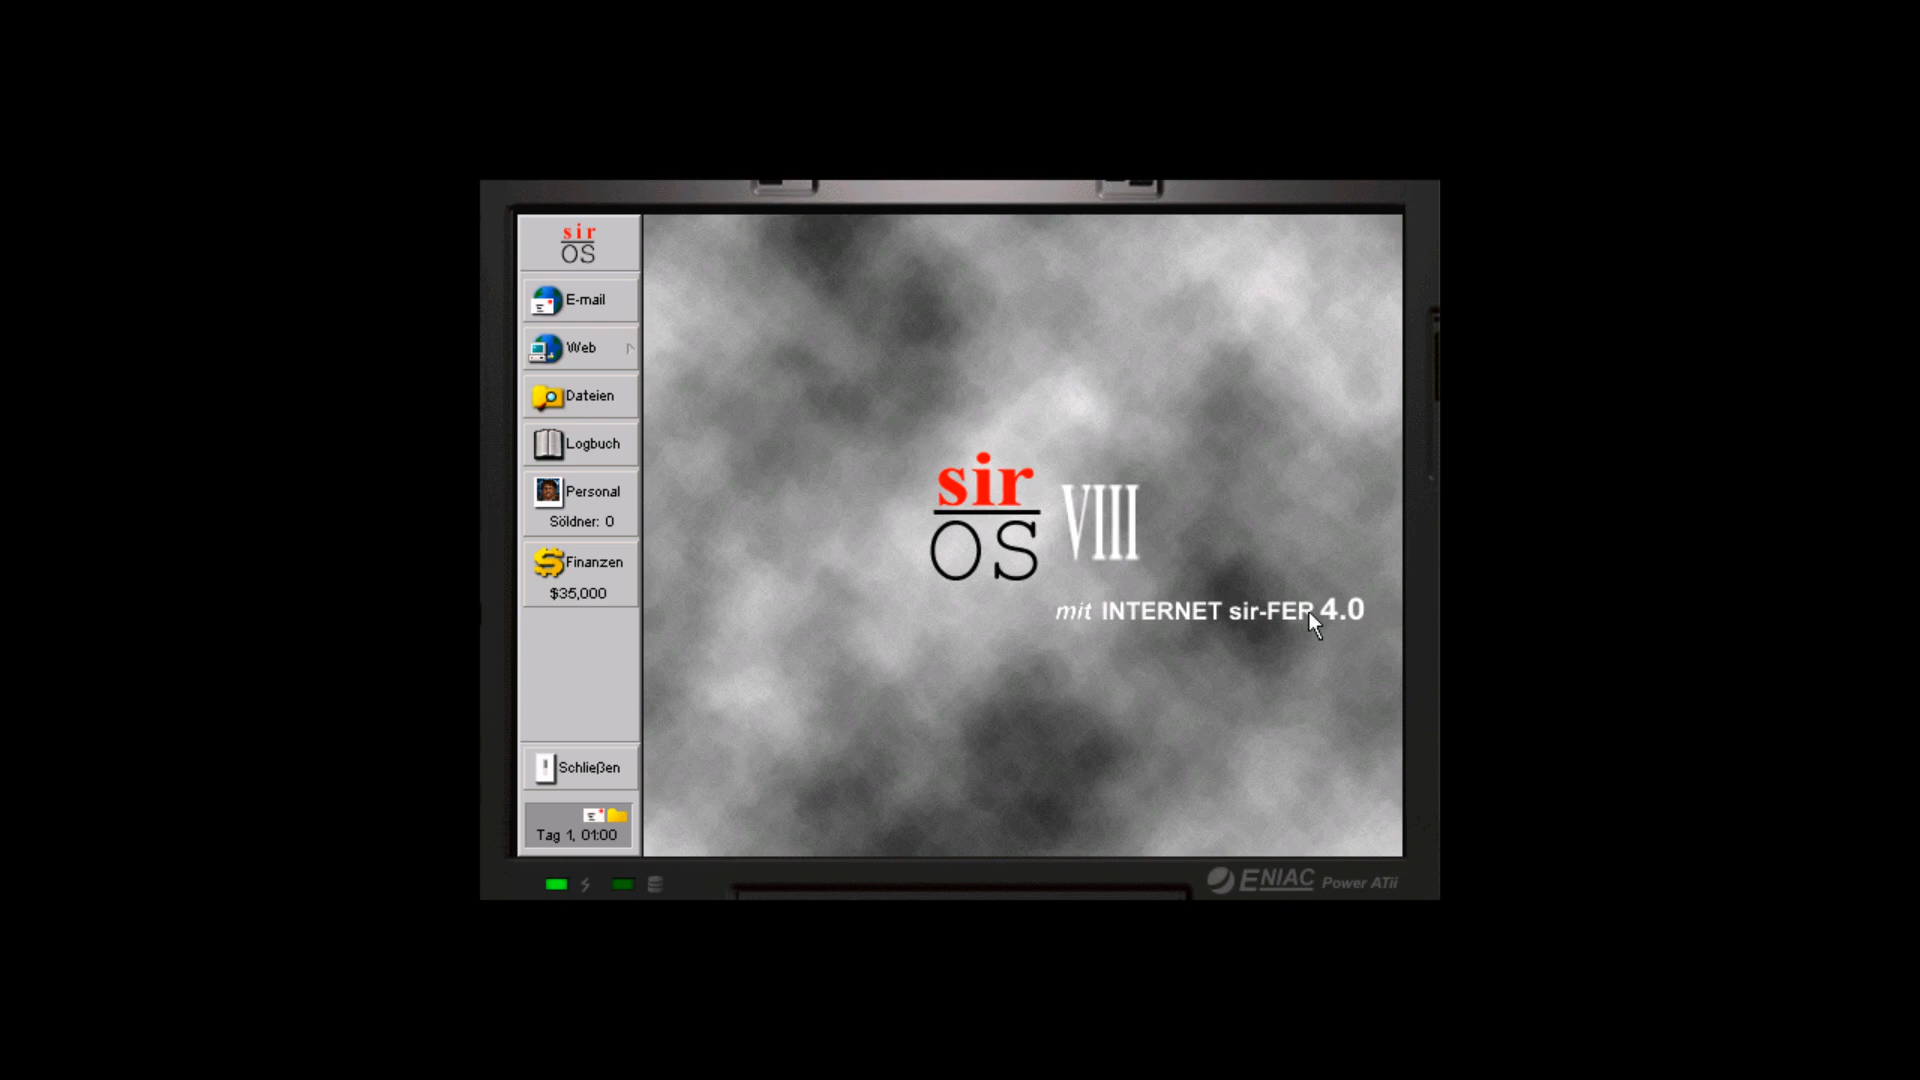 sir
OS
E-mail
Web
Dateien
Logbuch
Personal
Söldner: 0
Finanzen
$35,000
Schließen
Tag 1, 01:00
sir
OS VIII
mit INTERNET sir-FER 4.0
ENIAC Power ATii